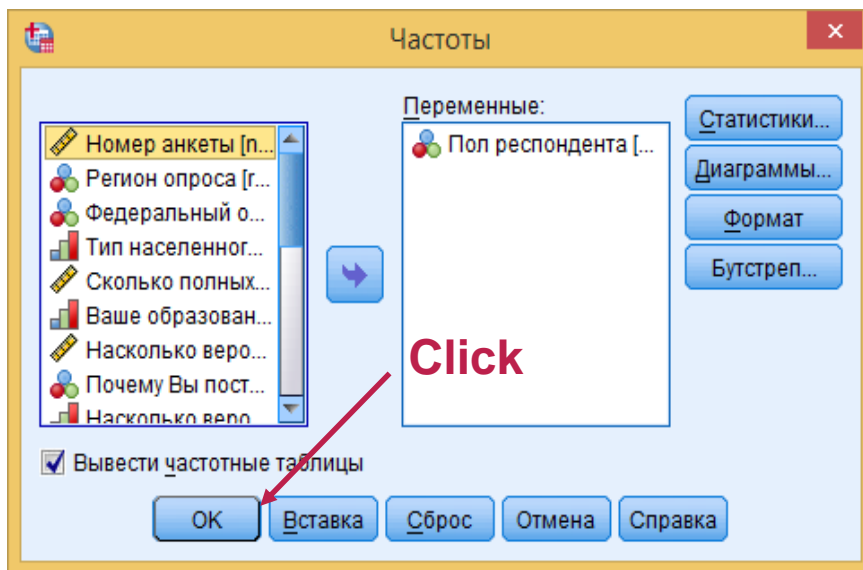 Частоты
Переменные:
Номер анкеты [n...
Регион опроса [r...
Федеральный о...
Тип населенног...
Сколько полных...
Ваше образован...
Насколько веро...
Почему Вы пост...
Насколько веро
Пол респондента [...
Статистики...
Диаграммы...
Формат
Бутстреп...
Click
Вывести частотные таблицы
OK
Вставка
Сброс
Отмена
Справка